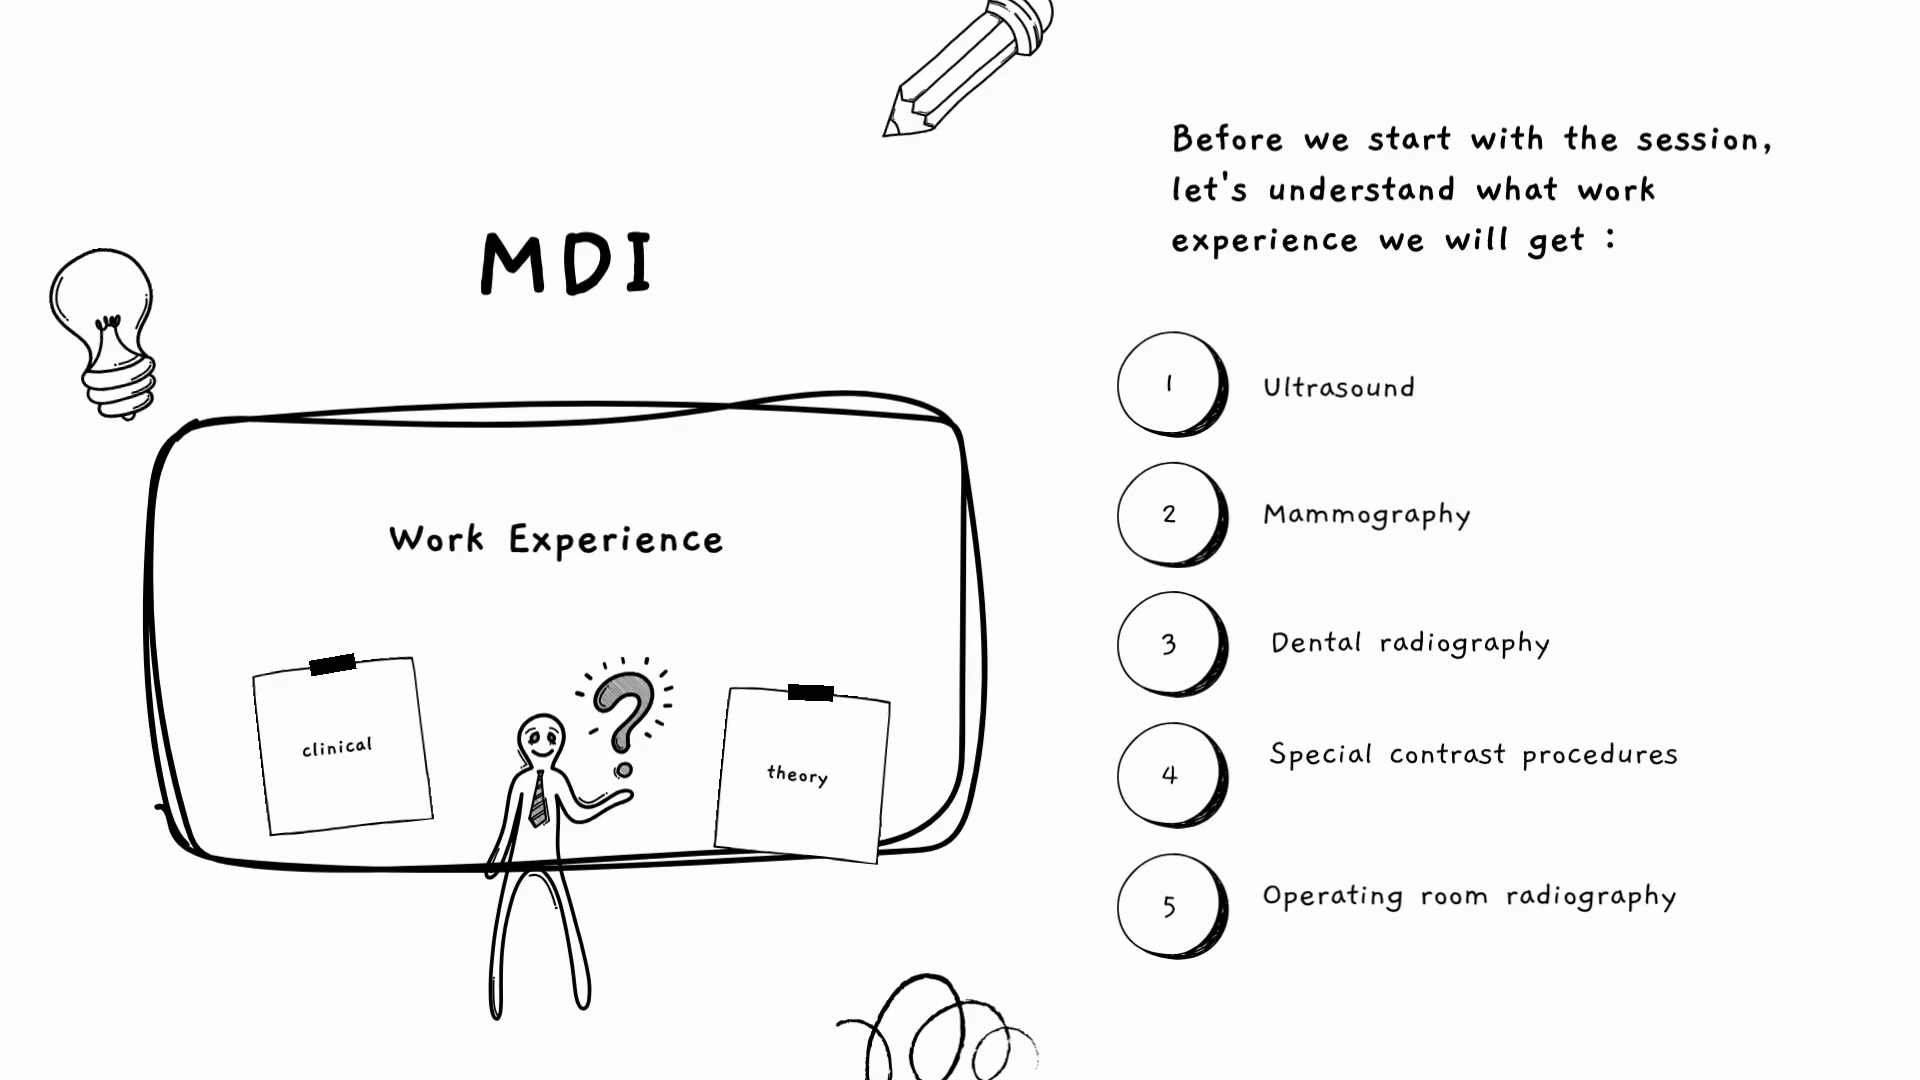 MDI
Work Experience
clinical
theory
Before we start with the session,
let's understand what work
experience we will get :
1 Ultrasound
2 Mammography
3 Dental radiography
4 Special contrast procedures
5 Operating room radiography